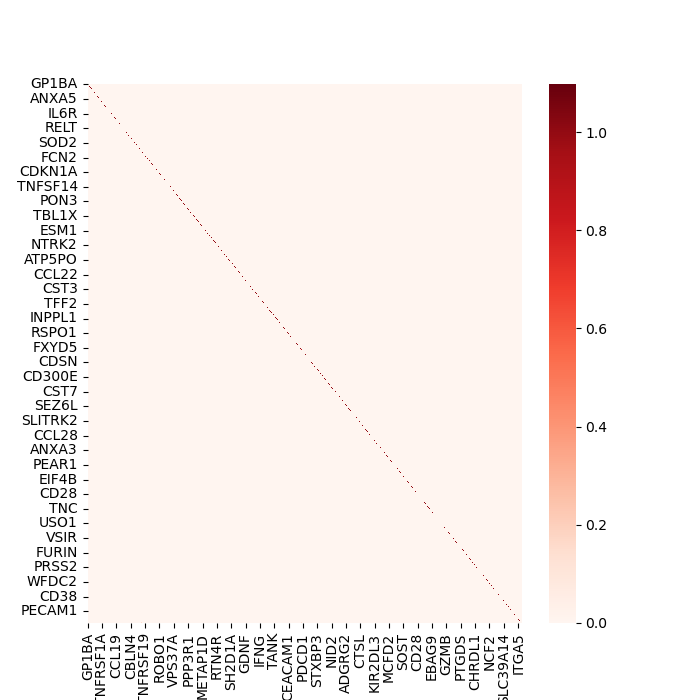 GP1BA
ANXA5
IL6R
RELT
SOD2
FCN2
CDKN1A
TNFSF14
PON3
TBL1X
ESM1
NTRK2
ATP5PO
CCL22
CST3
TFF2
INPPL1
RSPO1
FXYD5
CDSN
CD300E
CST7
SEZ6L
SLITRK2
CCL28
ANXA3
PEAR1
EIF4B
CD28
TNC
USO1
VSIR
FURIN
PRSS2
WFDC2
CD38
PECAM1
GP1BA
TNFRSF1A
CCL19
CBLN4
TNFRSF19
ROBO1
VPS37A
PPP3R1
METAP1D
RTN4R
SH2D1A
GDNF
IFNG
TANK
CEACAM1
PDCD1
STXBP3
NID2
ADGRG2
CTSL
KIR2DL3
MCFD2
SOST
CD28
EBAG9
GZMB
PTGDS
CHRDL1
NCF2
SLC39A14
ITGA5
1.0
0.8
0.6
0.4
0.2
0.0